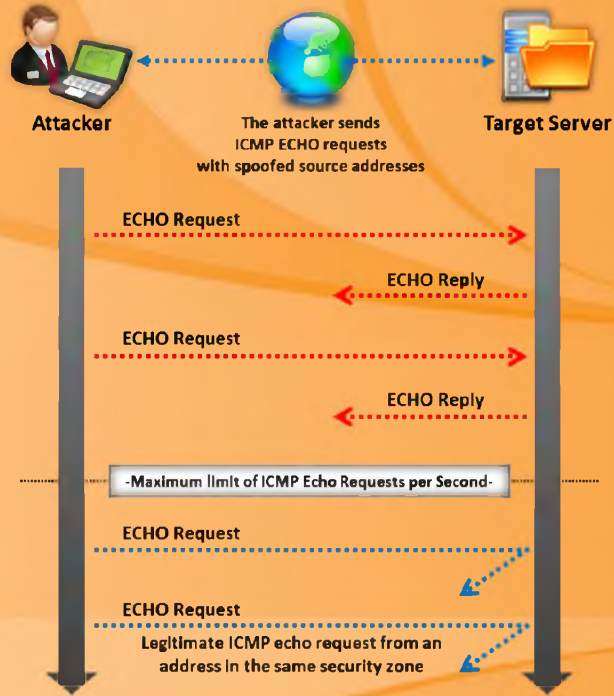 Attacker
The attacker sends
ICMP ECHO requests
with spoofed source addresses
Target Server
ECHO Request
ECHO Reply
ECHO Request
ECHO Reply
-Maximum limit of ICMP Echo Requests per Second-
ECHO Request
ECHO Request
Legitimate ICMP echo request from an
address in the same security zone